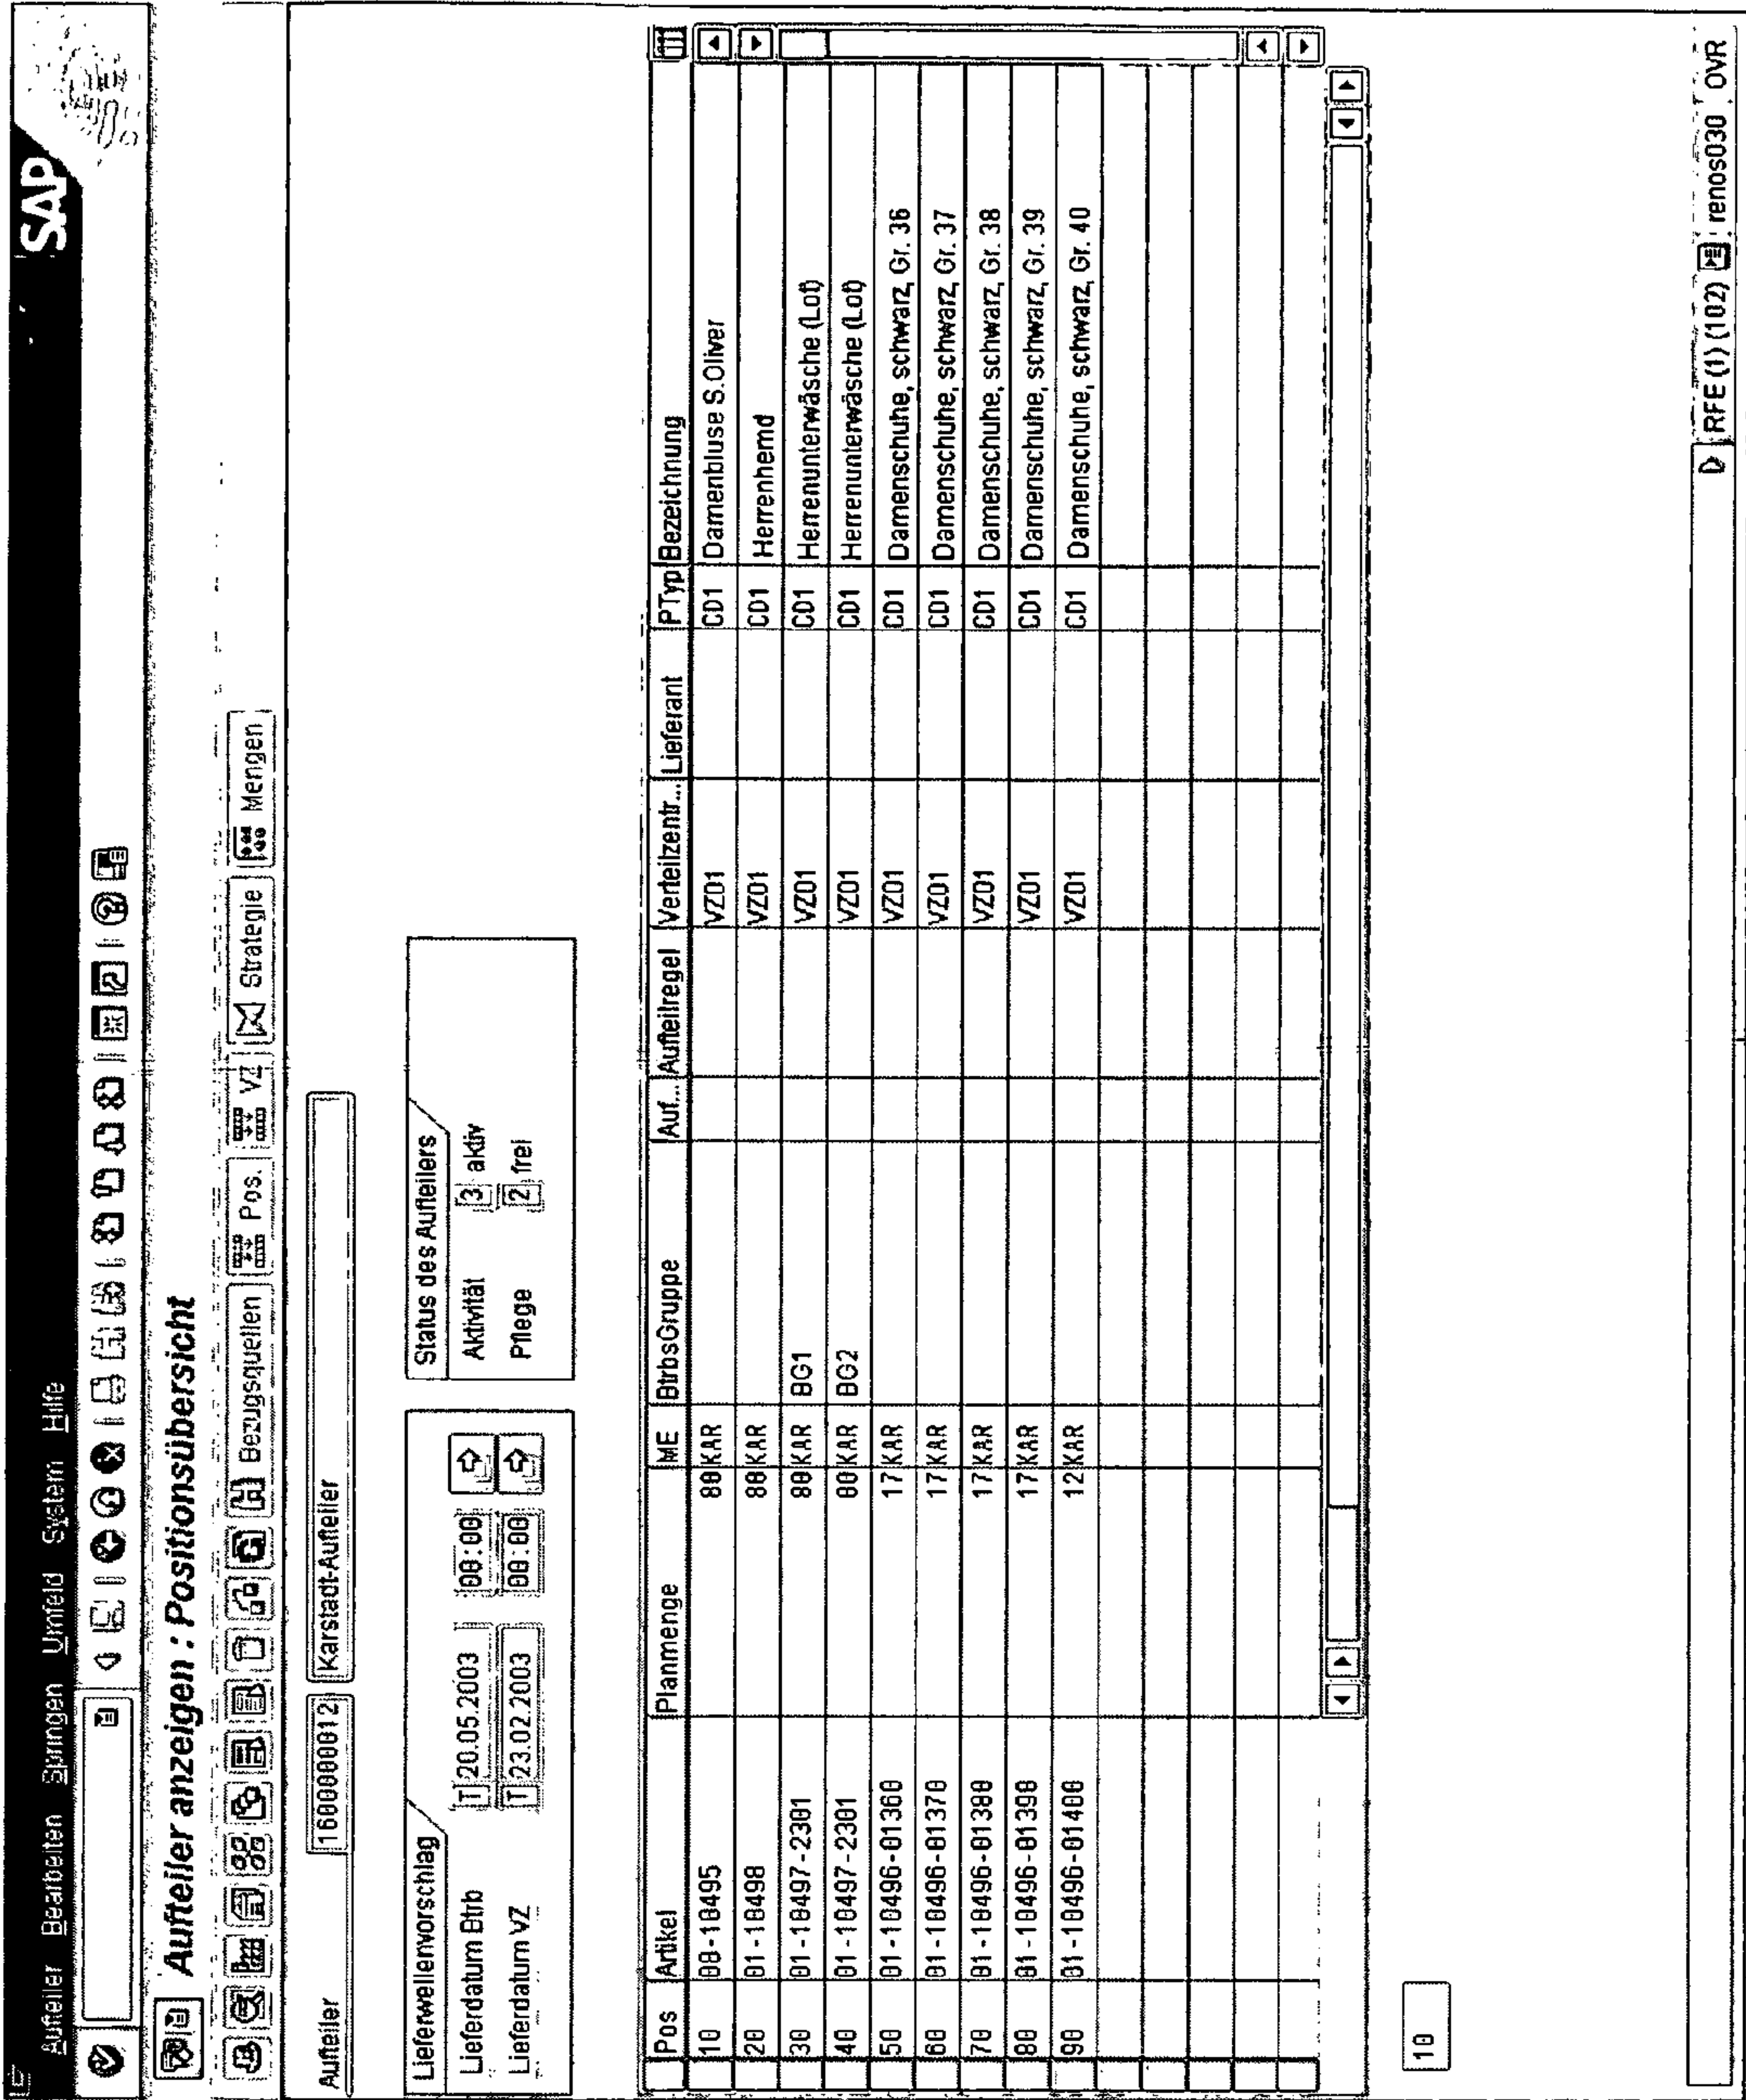 SAP
Aufteiler Bearbeiten Springen Umfeld System Hilfe
Aufteiler anzeigen : Positionsübersicht
Bezugsquellen Pos. VZ Strategie Mengen
Aufteiler 1600000012 Karstadt-Aufteiler
Lieferwellenvorschlag
Lieferdatum Btrb T 20.05.2003 00:00
Lieferdatum VZ T 23.02.2003 00:00
Status des Aufteilers
Aktivität 3 aktiv
Pflege 2 frei
Pos Artikel Planmenge ME BtrbsGruppe Auf... Aufteilregel Verteilzentr... Lieferant PTyp Bezeichnung
10 00-10495 80 KAR VZ01 CD1 Damenbluse S.Oliver
20 01-10498 80 KAR VZ01 CD1 Herrenhemd
30 01-10497-2301 80 KAR BG1 VZ01 CD1 Herrenunterwäsche (Lot)
40 01-10497-2301 80 KAR BG2 VZ01 CD1 Herrenunterwäsche (Lot)
50 01-10496-01360 17 KAR VZ01 CD1 Damenschuhe, schwarz, Gr. 36
60 01-10496-01370 17 KAR VZ01 CD1 Damenschuhe, schwarz, Gr. 37
70 01-10496-01380 17 KAR VZ01 CD1 Damenschuhe, schwarz, Gr. 38
80 01-10496-01390 17 KAR VZ01 CD1 Damenschuhe, schwarz, Gr. 39
90 01-10496-01400 12 KAR VZ01 CD1 Damenschuhe, schwarz, Gr. 40
10
RFE (1) (102) renos030 OVR